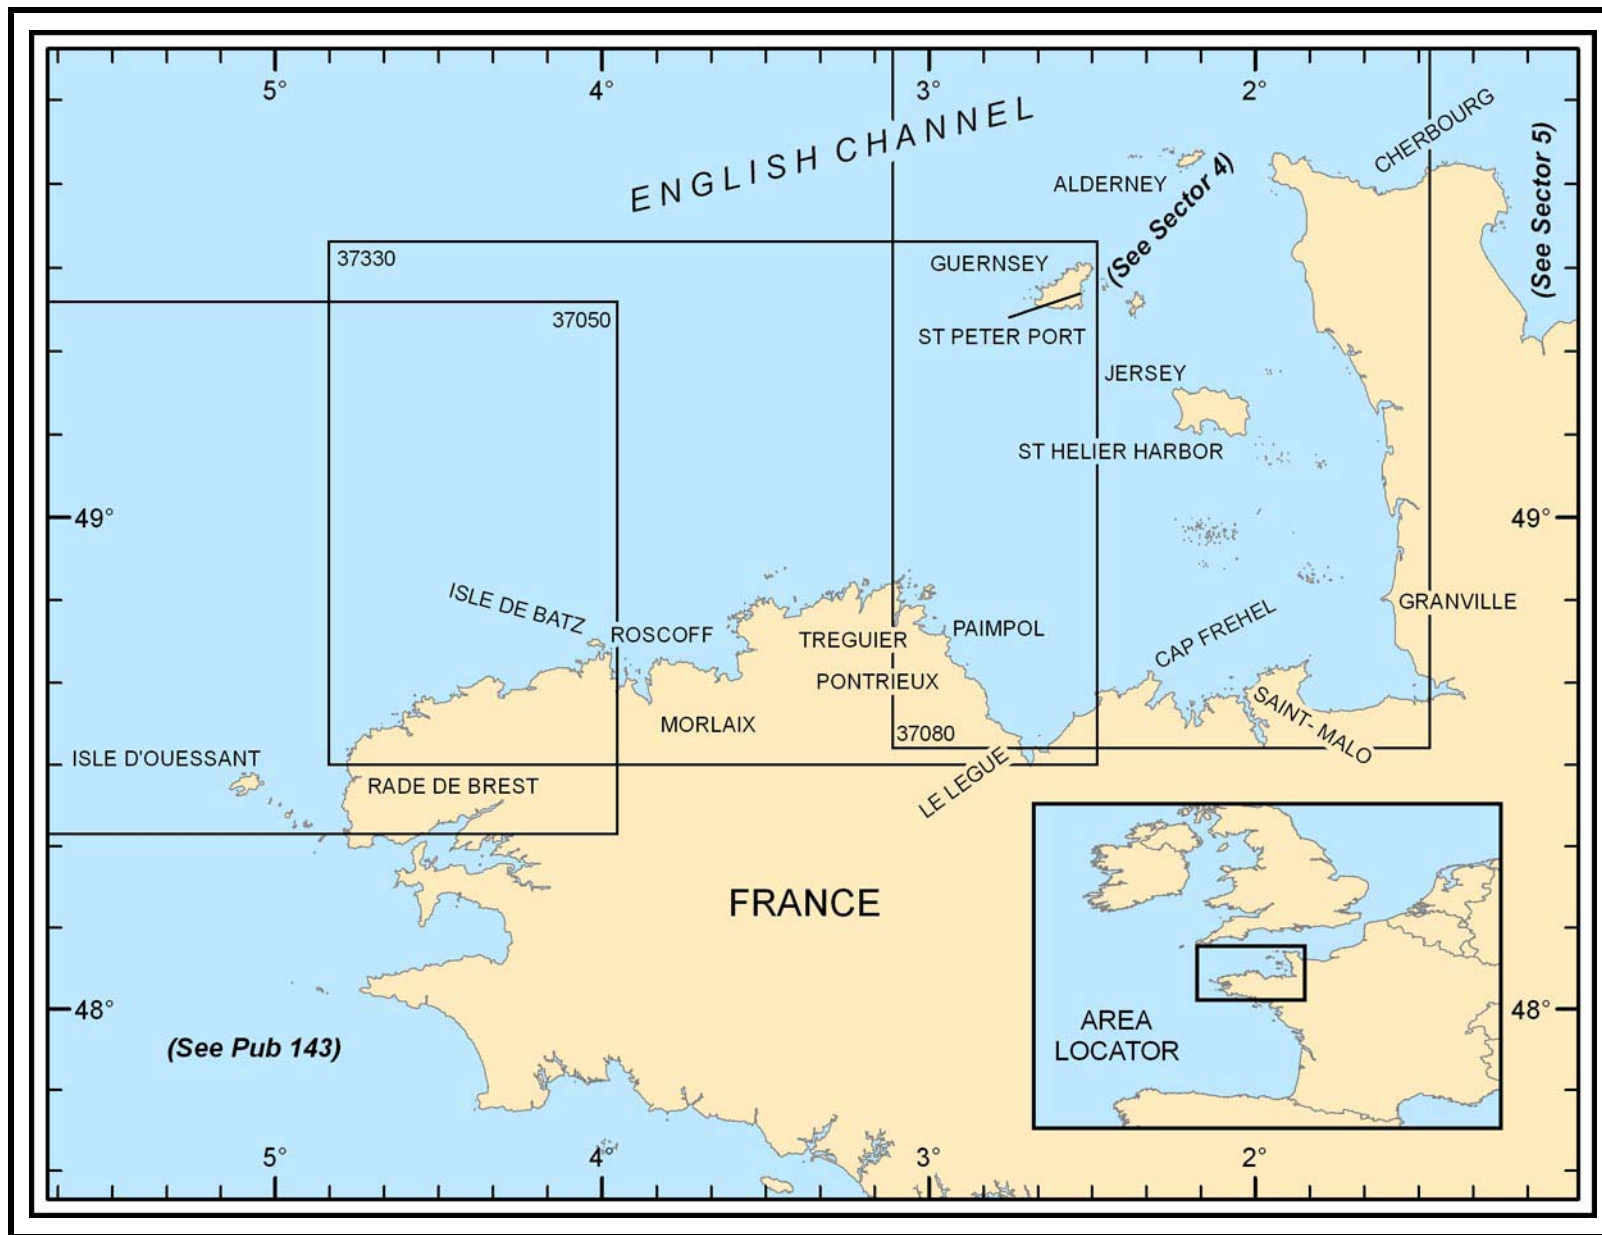 5°
4°
3°
2°
CHERBOURG
ENGLISH CHANNEL
(See Sector 5)
ALDERNEY
(See Sector 4)
37330
GUERNSEY
37050
ST PETER PORT
JERSEY
ST HELIER HARBOR
49°
49°
ISLE DE BATZ
ROSCOFF
TREGUIER
PAIMPOL
CAP FREHEL
GRANVILLE
PONTRIEUX
MORLAIX
37080
SAINT- MALO
ISLE D'OUESSANT
RADE DE BREST
LE LEGUE
FRANCE
48°
48°
AREA
LOCATOR
(See Pub 143)
5°
4°
3°
2°